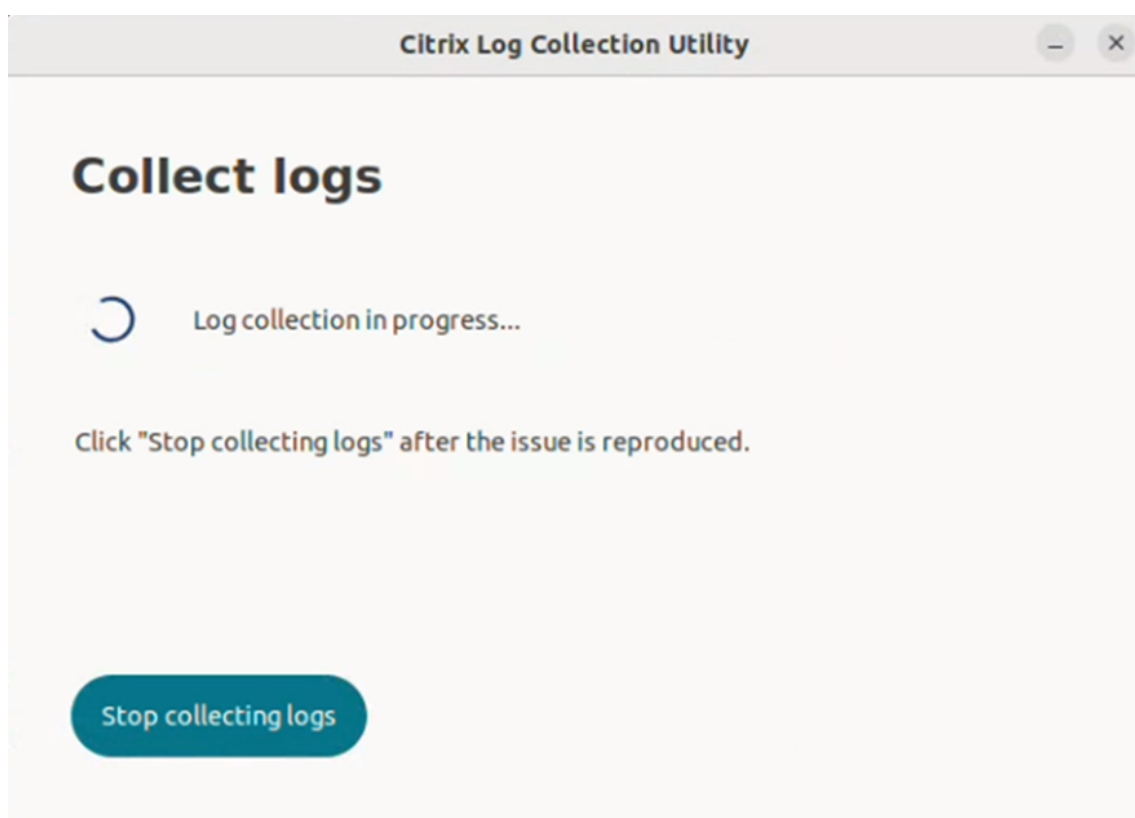 Citrix Log Collection Utility
Collect logs
Log collection in progress...
Click "Stop collecting logs" after the issue is reproduced.
Stop collecting logs